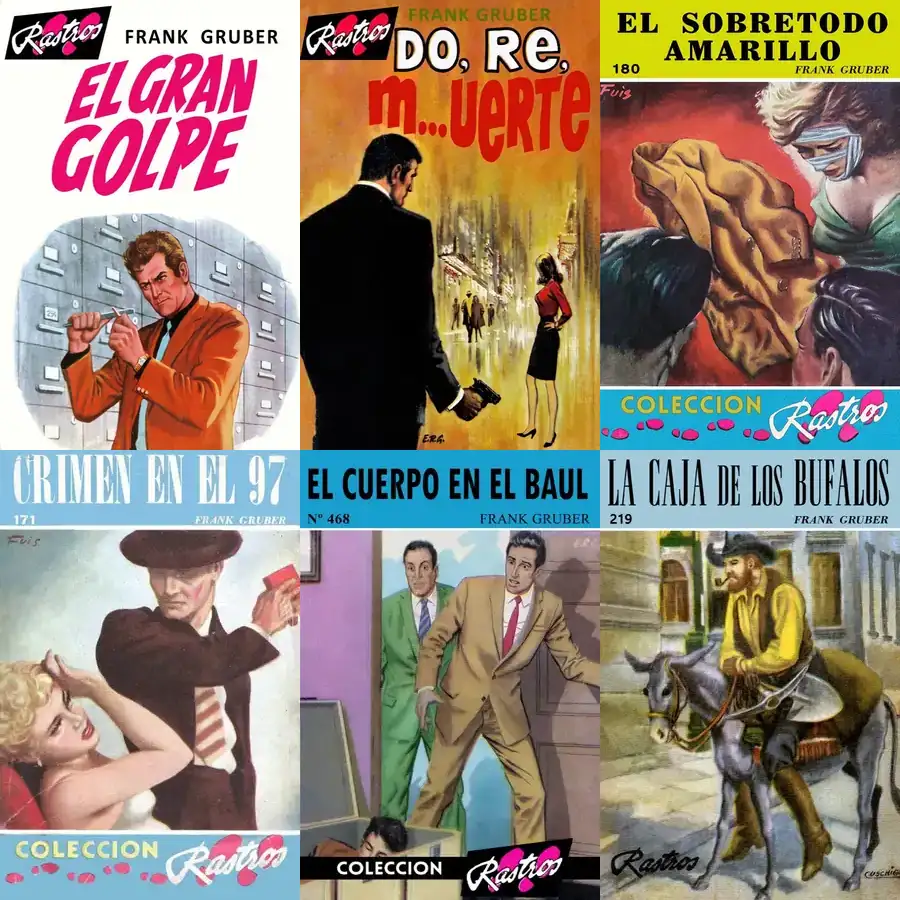 Rastros
FRANK GRUBER
EL GRAN
GOLPE
Rastros
FRANK GRUBER
DO, Re,
m...UeRTe
E.R.G.
EL SOBRETODO
AMARILLO
180
FRANK GRUBER
Fuis
COLECCION
Rastros
CRIMEN EN EL 97
171
FRANK GRUBER
Fuis
COLECCION
Rastros
EL CUERPO EN EL BAUL
Nº 468
FRANK GRUBER
COLECCION
Rastros
LA CAJA DE LOS BUFALOS
219
FRANK GRUBER
Rastros